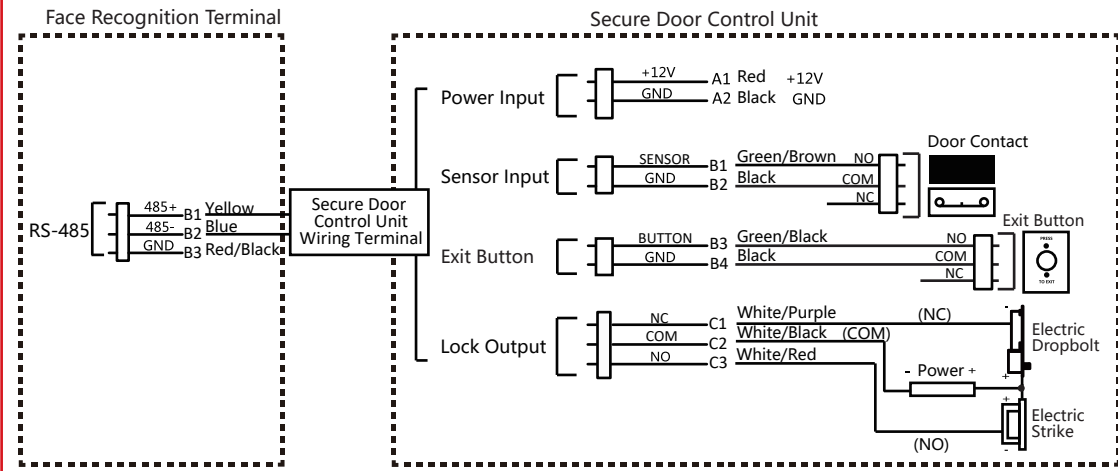 Face Recognition Terminal
Secure Door Control Unit
RS-485
485+ B1 Yellow
485- B2 Blue
GND B3 Red/Black
Secure Door
Control Unit
Wiring Terminal
Power Input
+12V A1 Red +12V
GND A2 Black GND
Sensor Input
SENSOR B1 Green/Brown NO
GND B2 Black COM
NC
Door Contact
Exit Button
BUTTON B3 Green/Black NO
GND B4 Black COM
NC
Exit Button
PRESS
TO EXIT
Lock Output
NC C1 White/Purple (NC)
COM C2 White/Black (COM)
NO C3 White/Red
-
Electric
Dropbolt
+
- Power +
+
Electric
Strike
-
(NO)